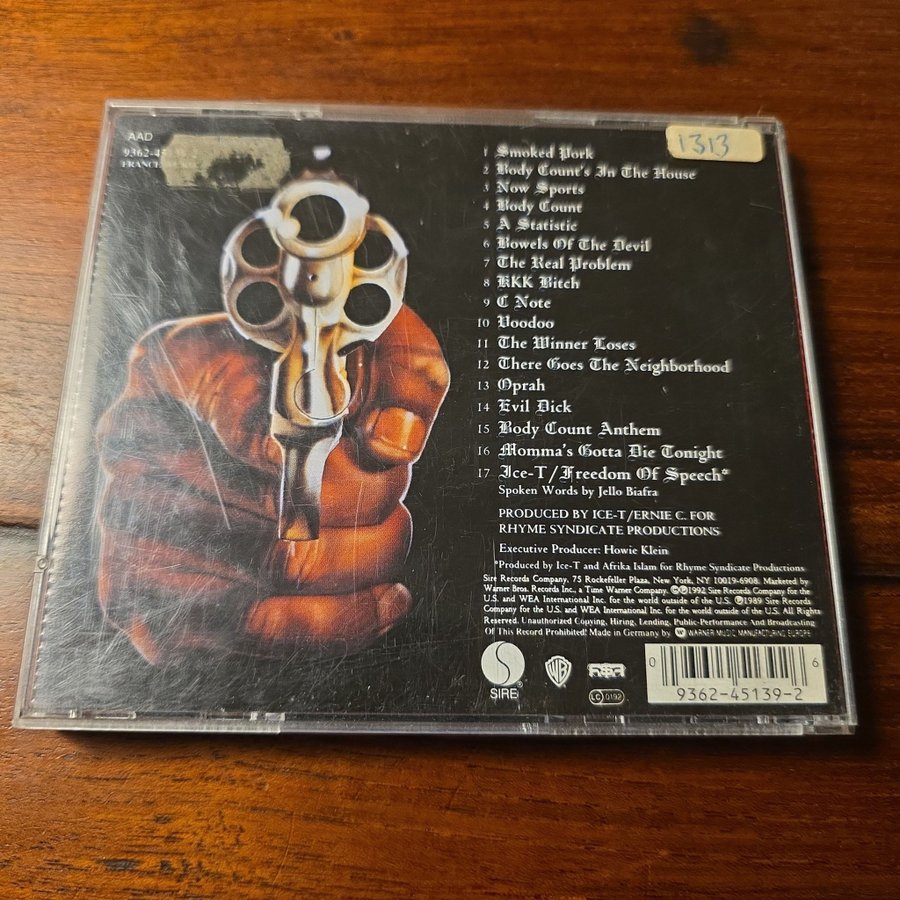 AAD
9362-45
FRANCE
1313
1 Smoked Pork
2 Body Count's In The House
3 Now Sports
4 Body Count
5 A Statistic
6 Bowels Of The Devil
7 The Real Problem
8 KKK Bitch
9 C Note
10 Voodoo
11 The Winner Loses
12 There Goes The Neighborhood
13 Oprah
14 Evil Dick
15 Body Count Anthem
16 Momma's Gotta Die Tonight
17 Ice-T/Freedom Of Speech*
Spoken Words by Jello Biafra
PRODUCED BY ICE-T/ERNIE C. FOR
RHYME SYNDICATE PRODUCTIONS
Executive Producer: Howie Klein
*Produced by Ice-T and Afrika Islam for Rhyme Syndicate Productions
Sire Records Company, 75 Rockefeller Plaza, New York, NY 10019-6908. Marketed by
Warner Bros. Records Inc., a Time Warner Company. ©℗1992 Sire Records Company for the
U.S. and WEA International Inc. for the world outside of the U.S. ℗1989 Sire Records
Company for the U.S. and WEA International Inc. for the world outside of the U.S. All Rights
Reserved. Unauthorized Copying, Hiring, Lending, Public-Performance And Broadcasting
Of This Record Prohibited! Made in Germany by WARNER MUSIC MANUFACTURING EUROPE
SIRE®
WB
LC 0192
0 6
9362-45139-2